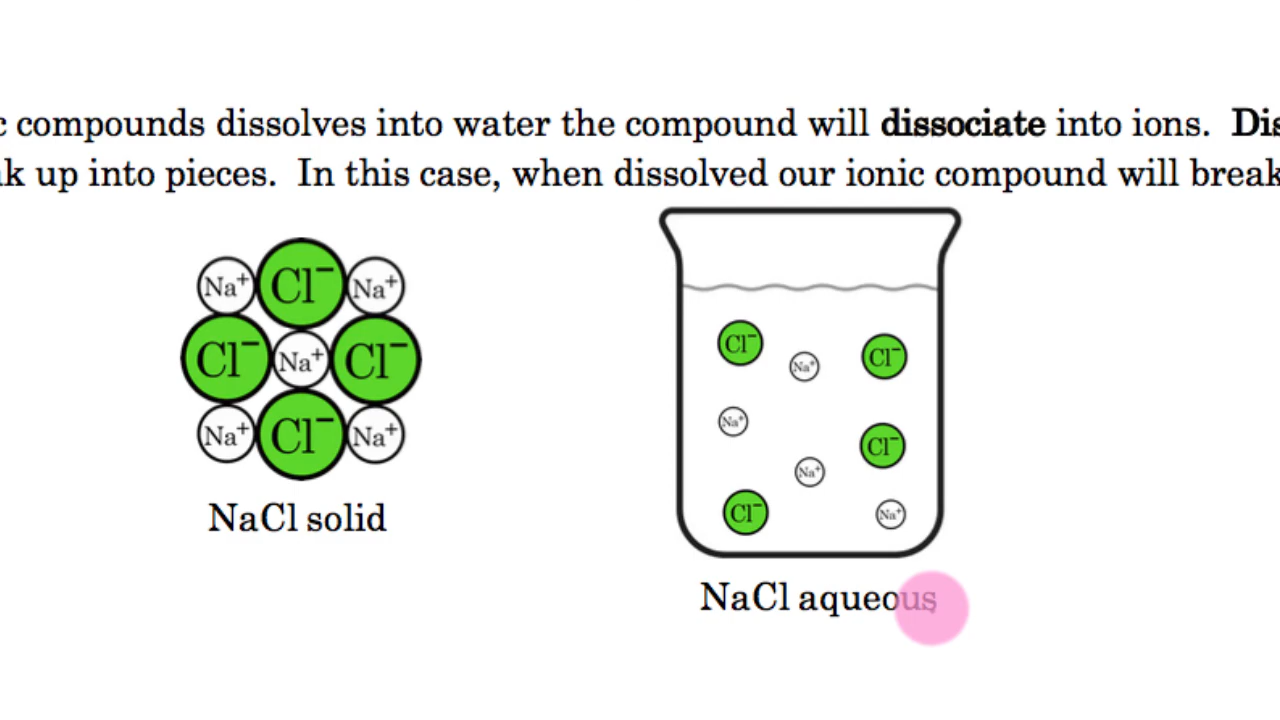 c compounds dissolves into water the compound will dissociate into ions. Dis
k up into pieces. In this case, when dissolved our ionic compound will break
Na⁺ Cl⁻ Na⁺
Cl⁻ Na⁺ Cl⁻
Na⁺ Cl⁻ Na⁺
NaCl solid
Cl⁻ Na⁺ Cl⁻
Na⁺ Cl⁻
Na⁺
Cl⁻ Na⁺
NaCl aqueous